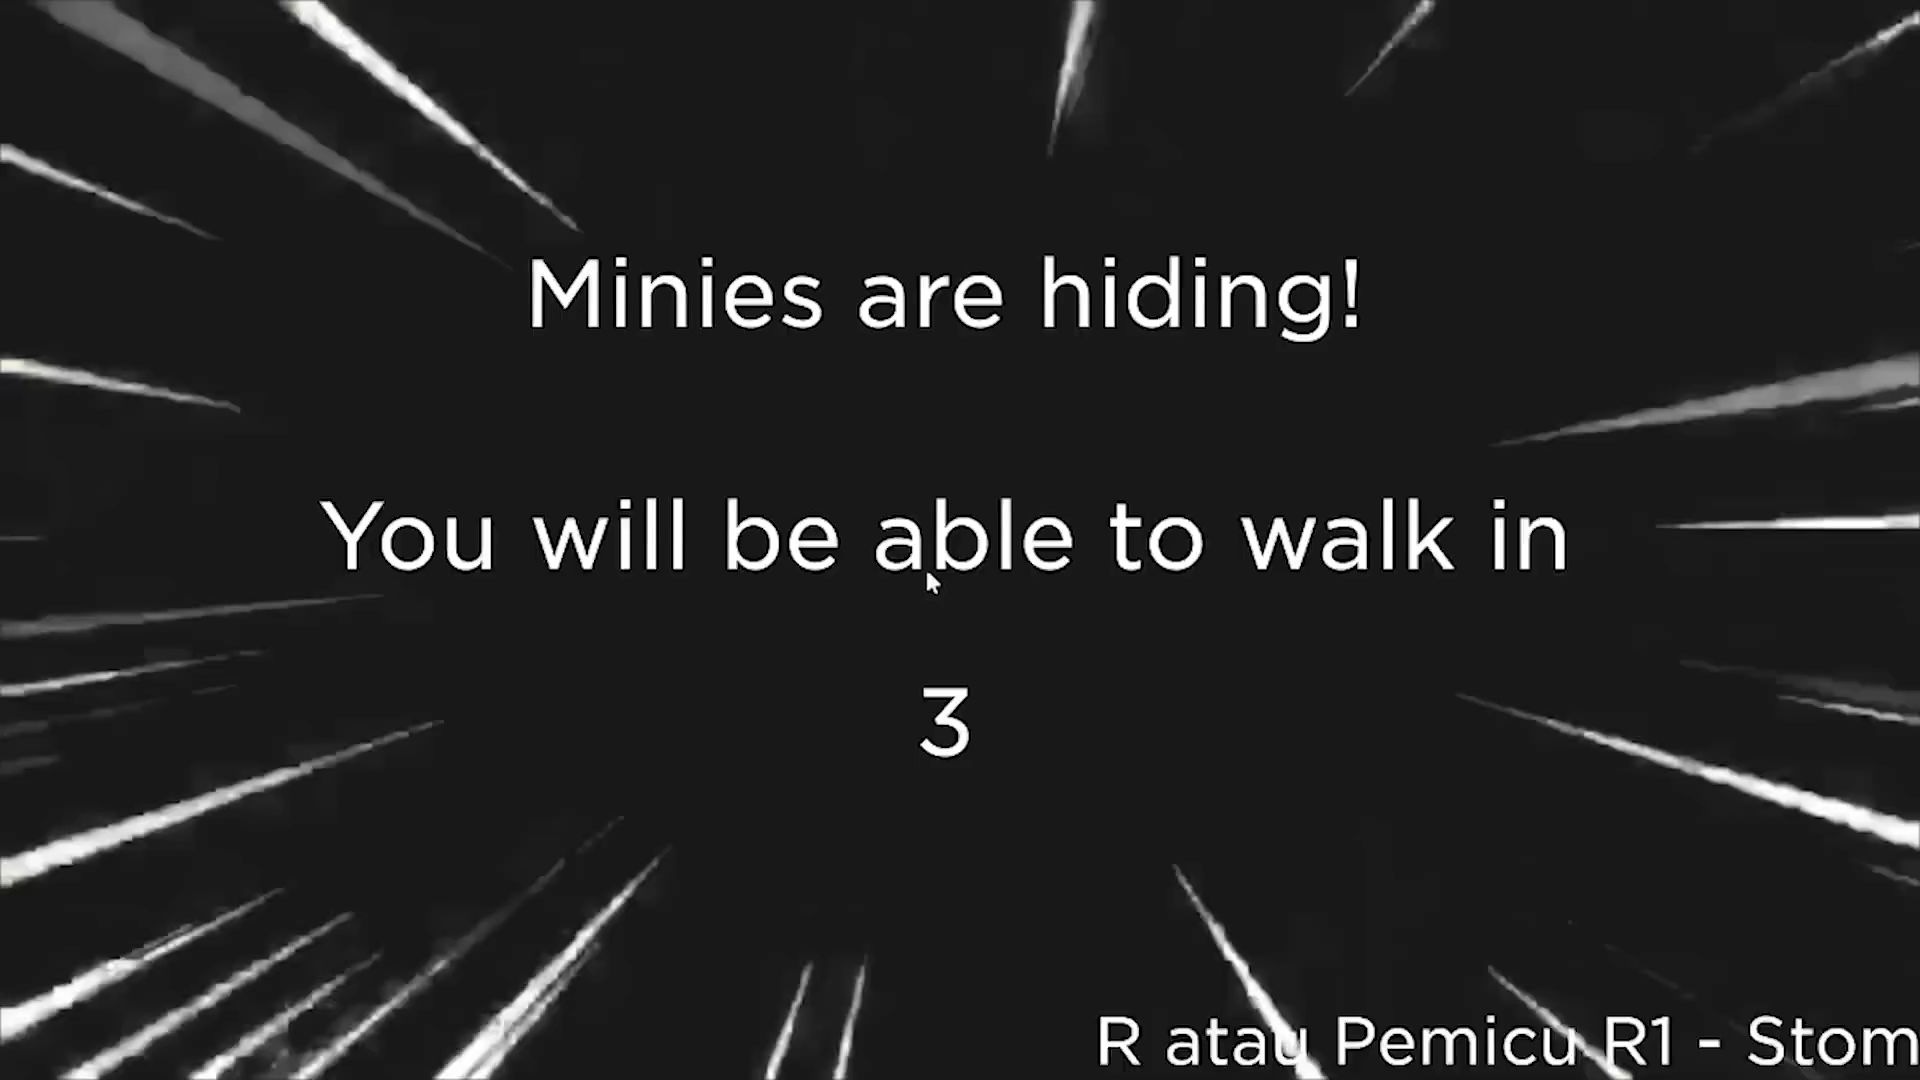 Minies are hiding!
You will be able to walk in
3
R atau Pemicu R1 - Stom